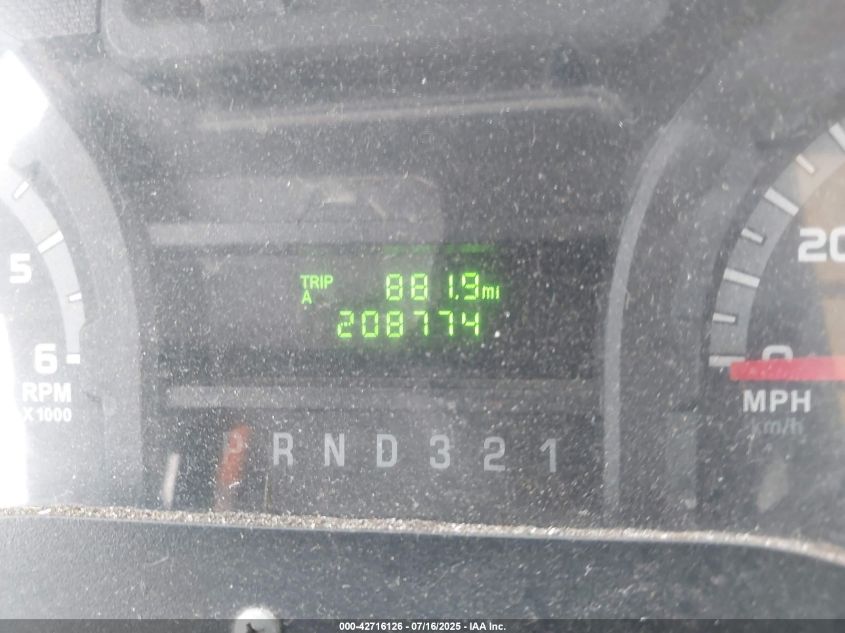 TRIP 881.9mi
A
208774
5
6
RPM
X1000
P R N D 3 2 1
20
0
MPH
km/h
000-42716126 - 07/16/2025 - IAA Inc.